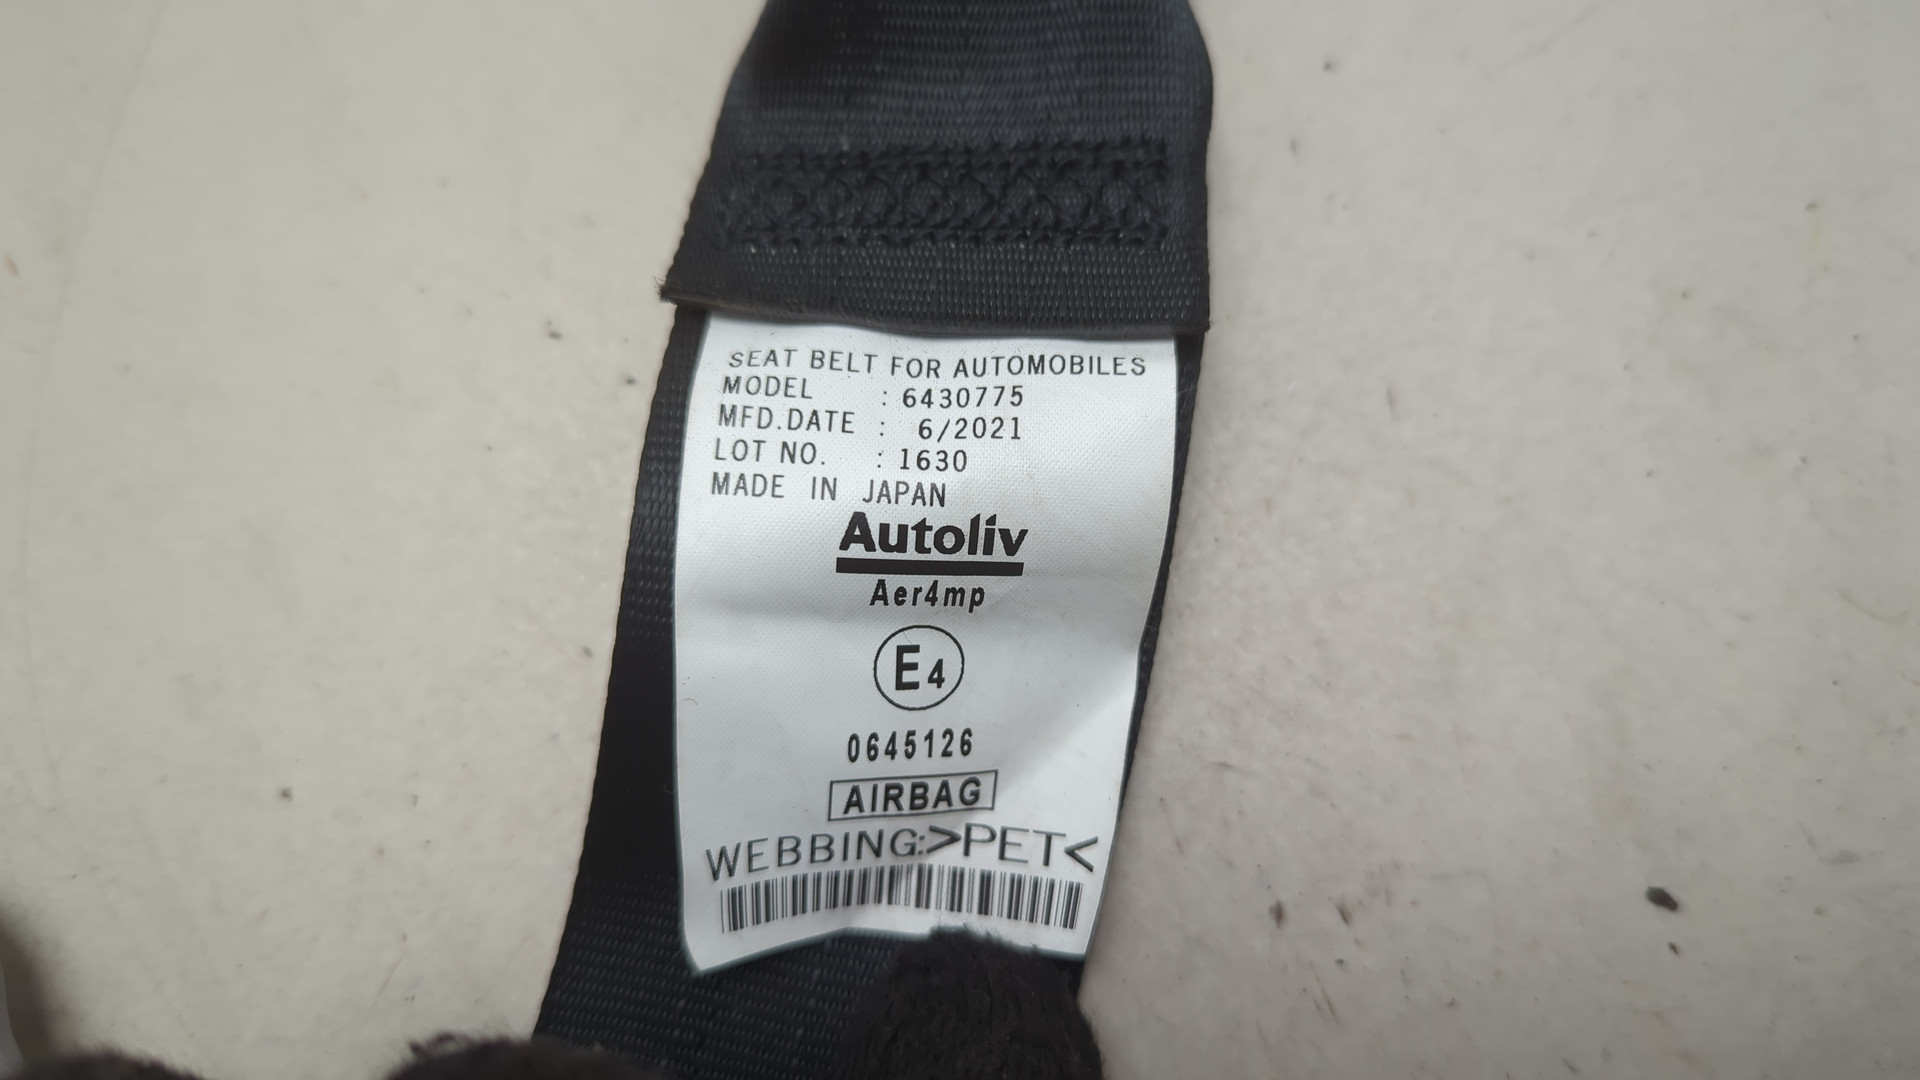 SEAT BELT FOR AUTOMOBILES
MODEL : 6430775
MFD.DATE : 6/2021
LOT NO. : 1630
MADE IN JAPAN
Autoliv
Aer4mp
E4
0645126
AIRBAG
WEBBING:>PET<